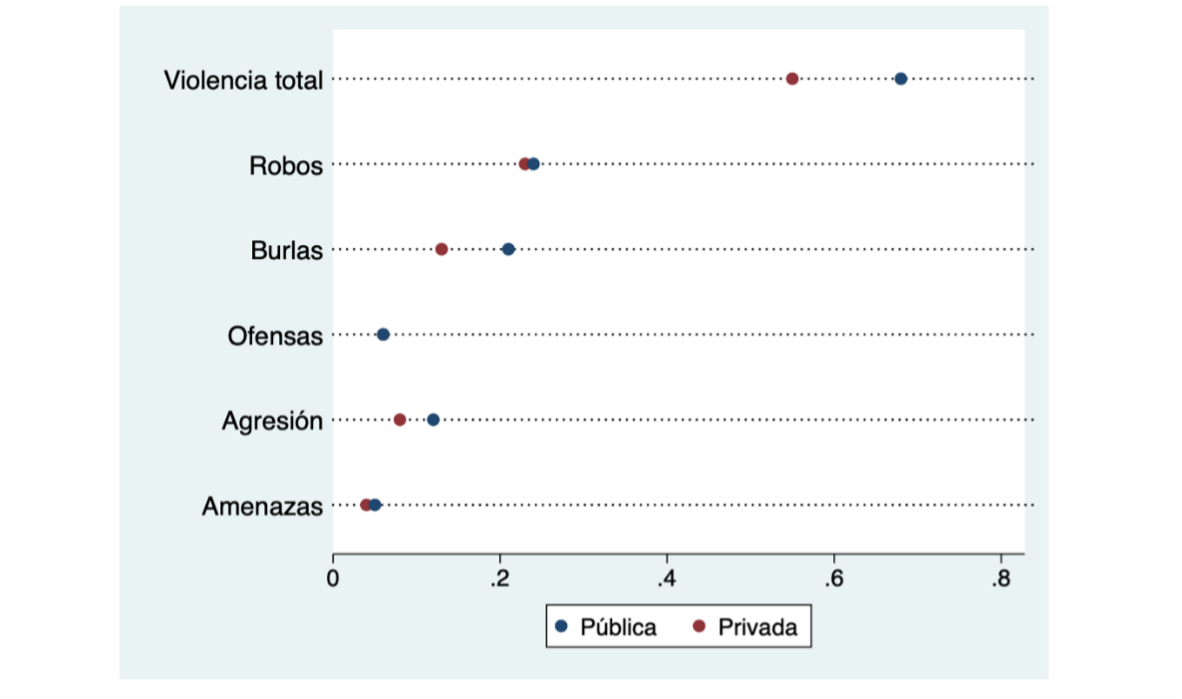 Violencia total
Robos
Burlas
Ofensas
Agresión
Amenazas
0 .2 .4 .6 .8
Pública Privada